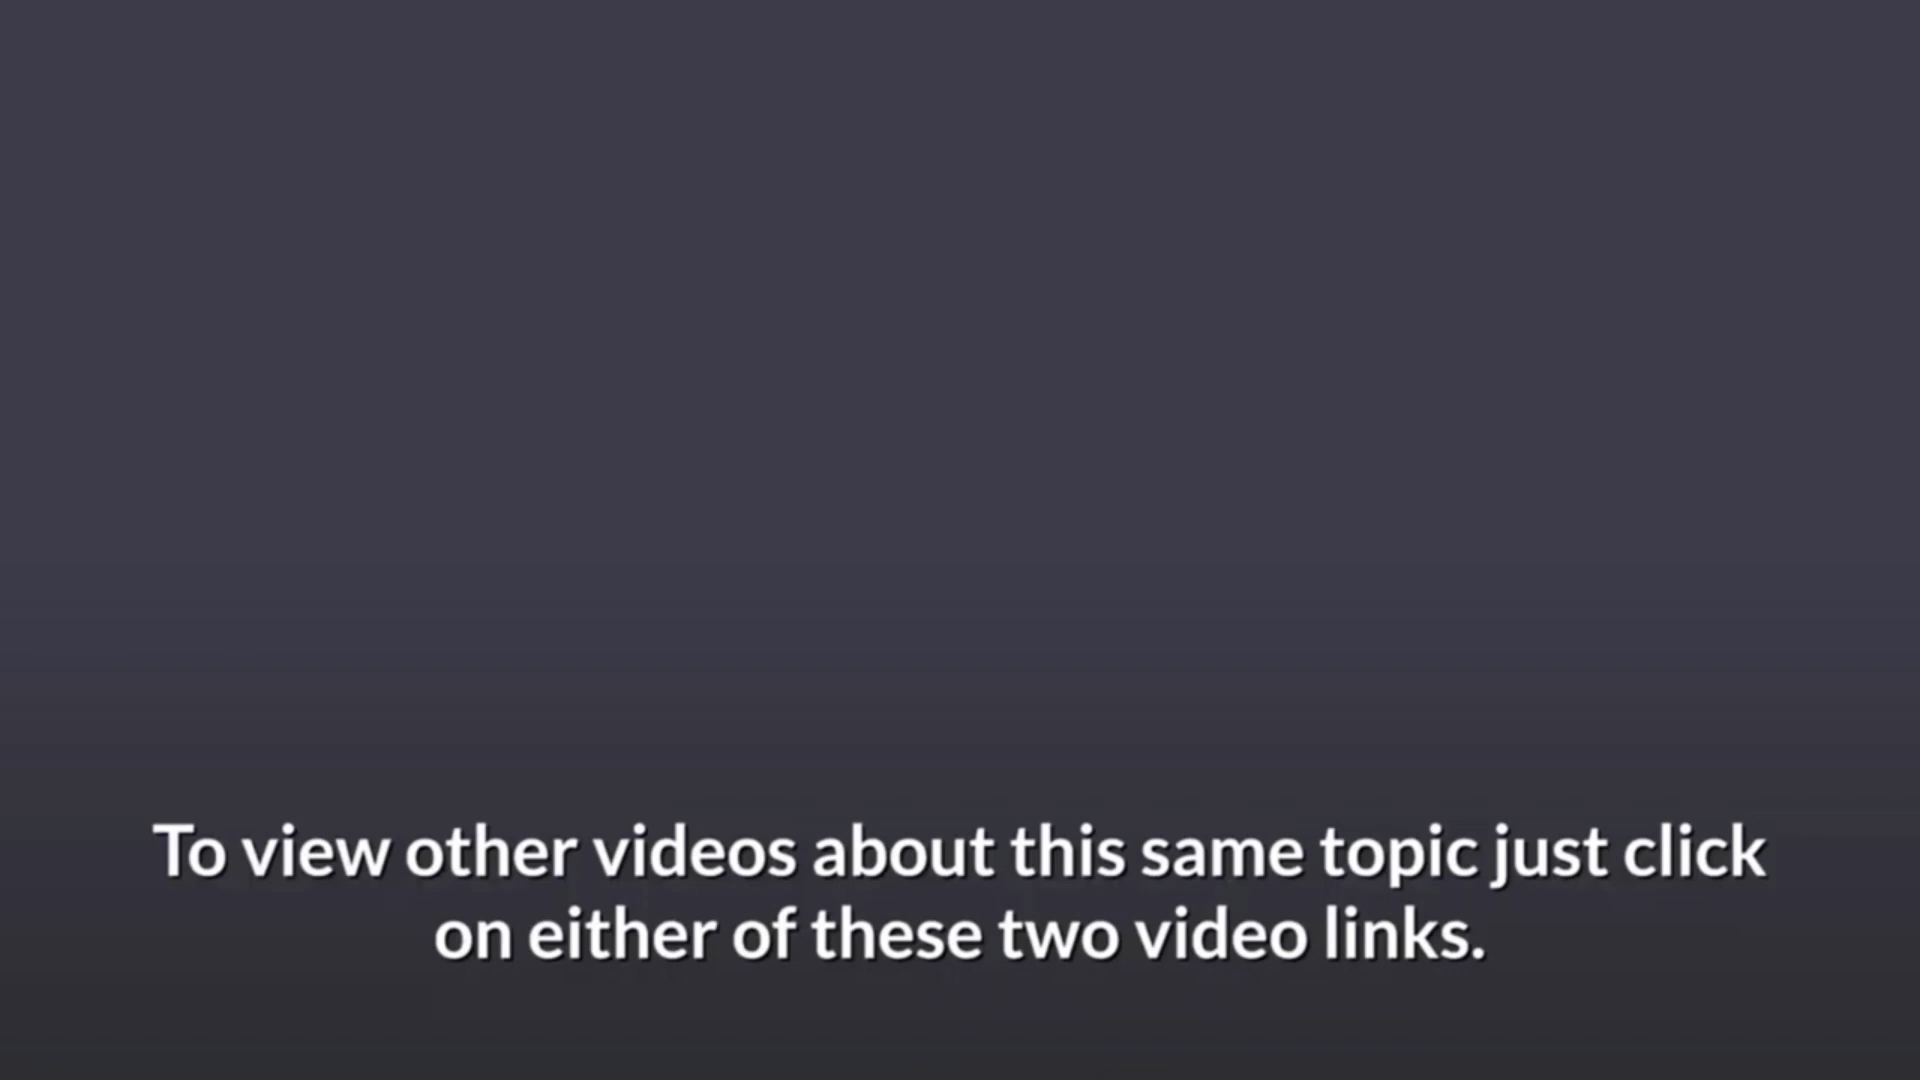 To view other videos about this same topic just click
on either of these two video links.